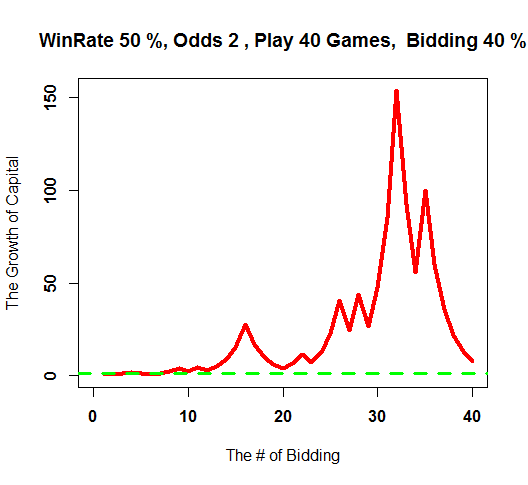 WinRate 50 %, Odds 2 , Play 40 Games,  Bidding 40 %
The Growth of Capital
150
100
50
0
0 10 20 30 40
The # of Bidding